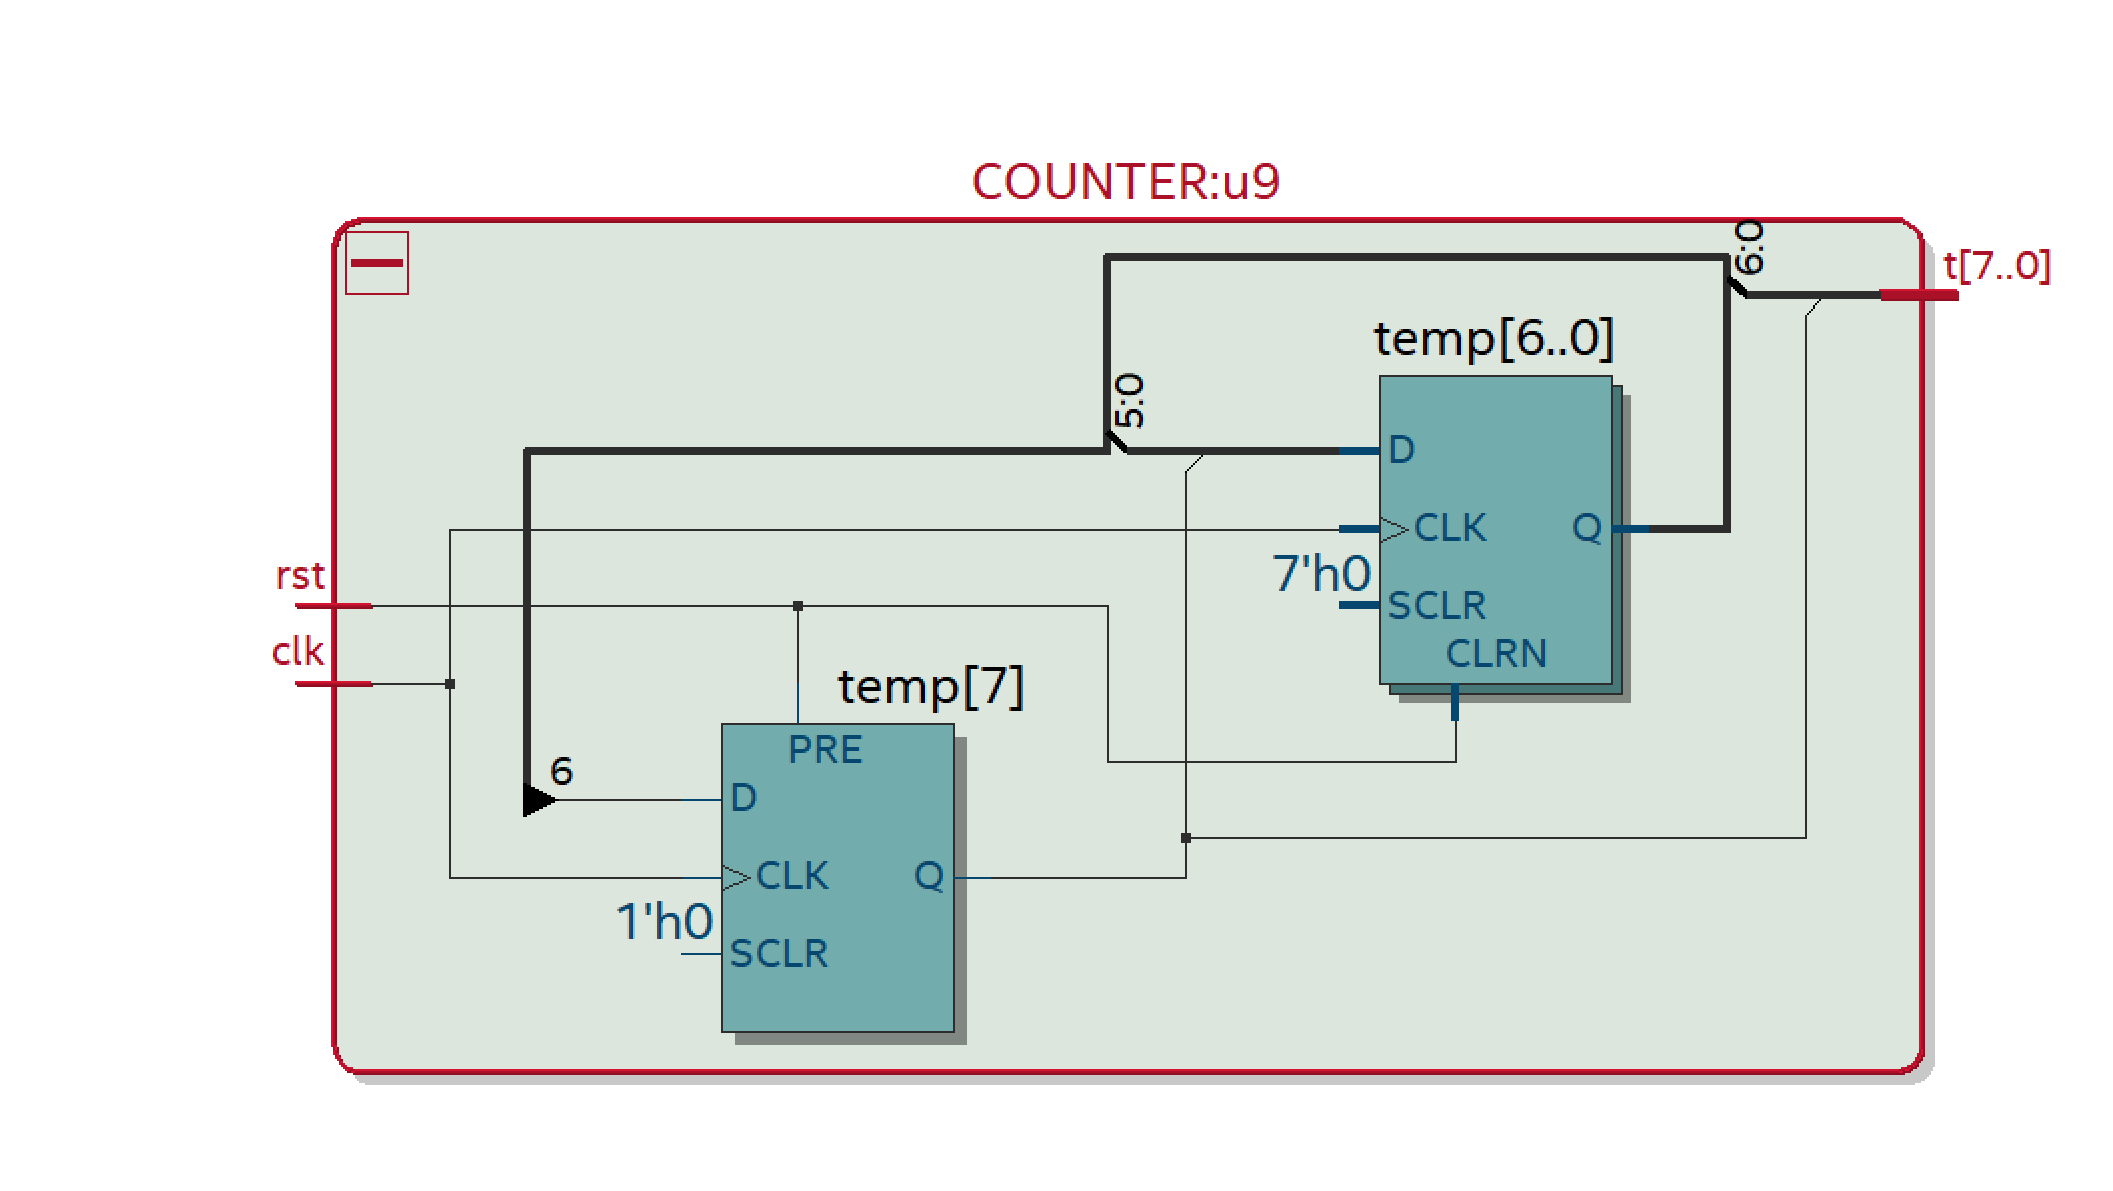 COUNTER:u9
6:0
t[7..0]
temp[6..0]
5:0
D
CLK
Q
7'h0
SCLR
CLRN
rst
clk
temp[7]
PRE
6
D
CLK
Q
1'h0
SCLR